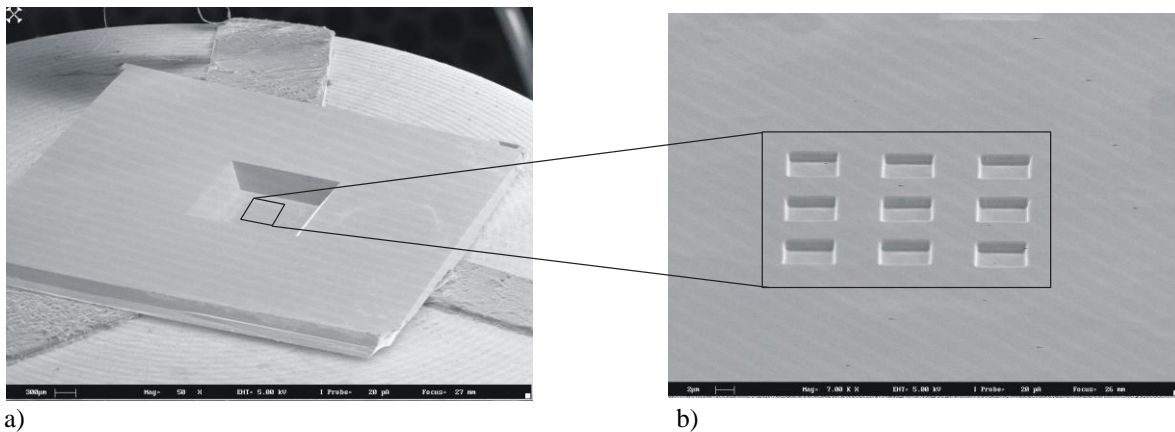 300µm Mag= 50 X EHT= 5.00 kV I Probe= 20 pA Focus= 27 mm
2µm Mag= 7.00 K X EHT= 5.00 kV I Probe= 20 pA Focus= 26 mm
a) b)